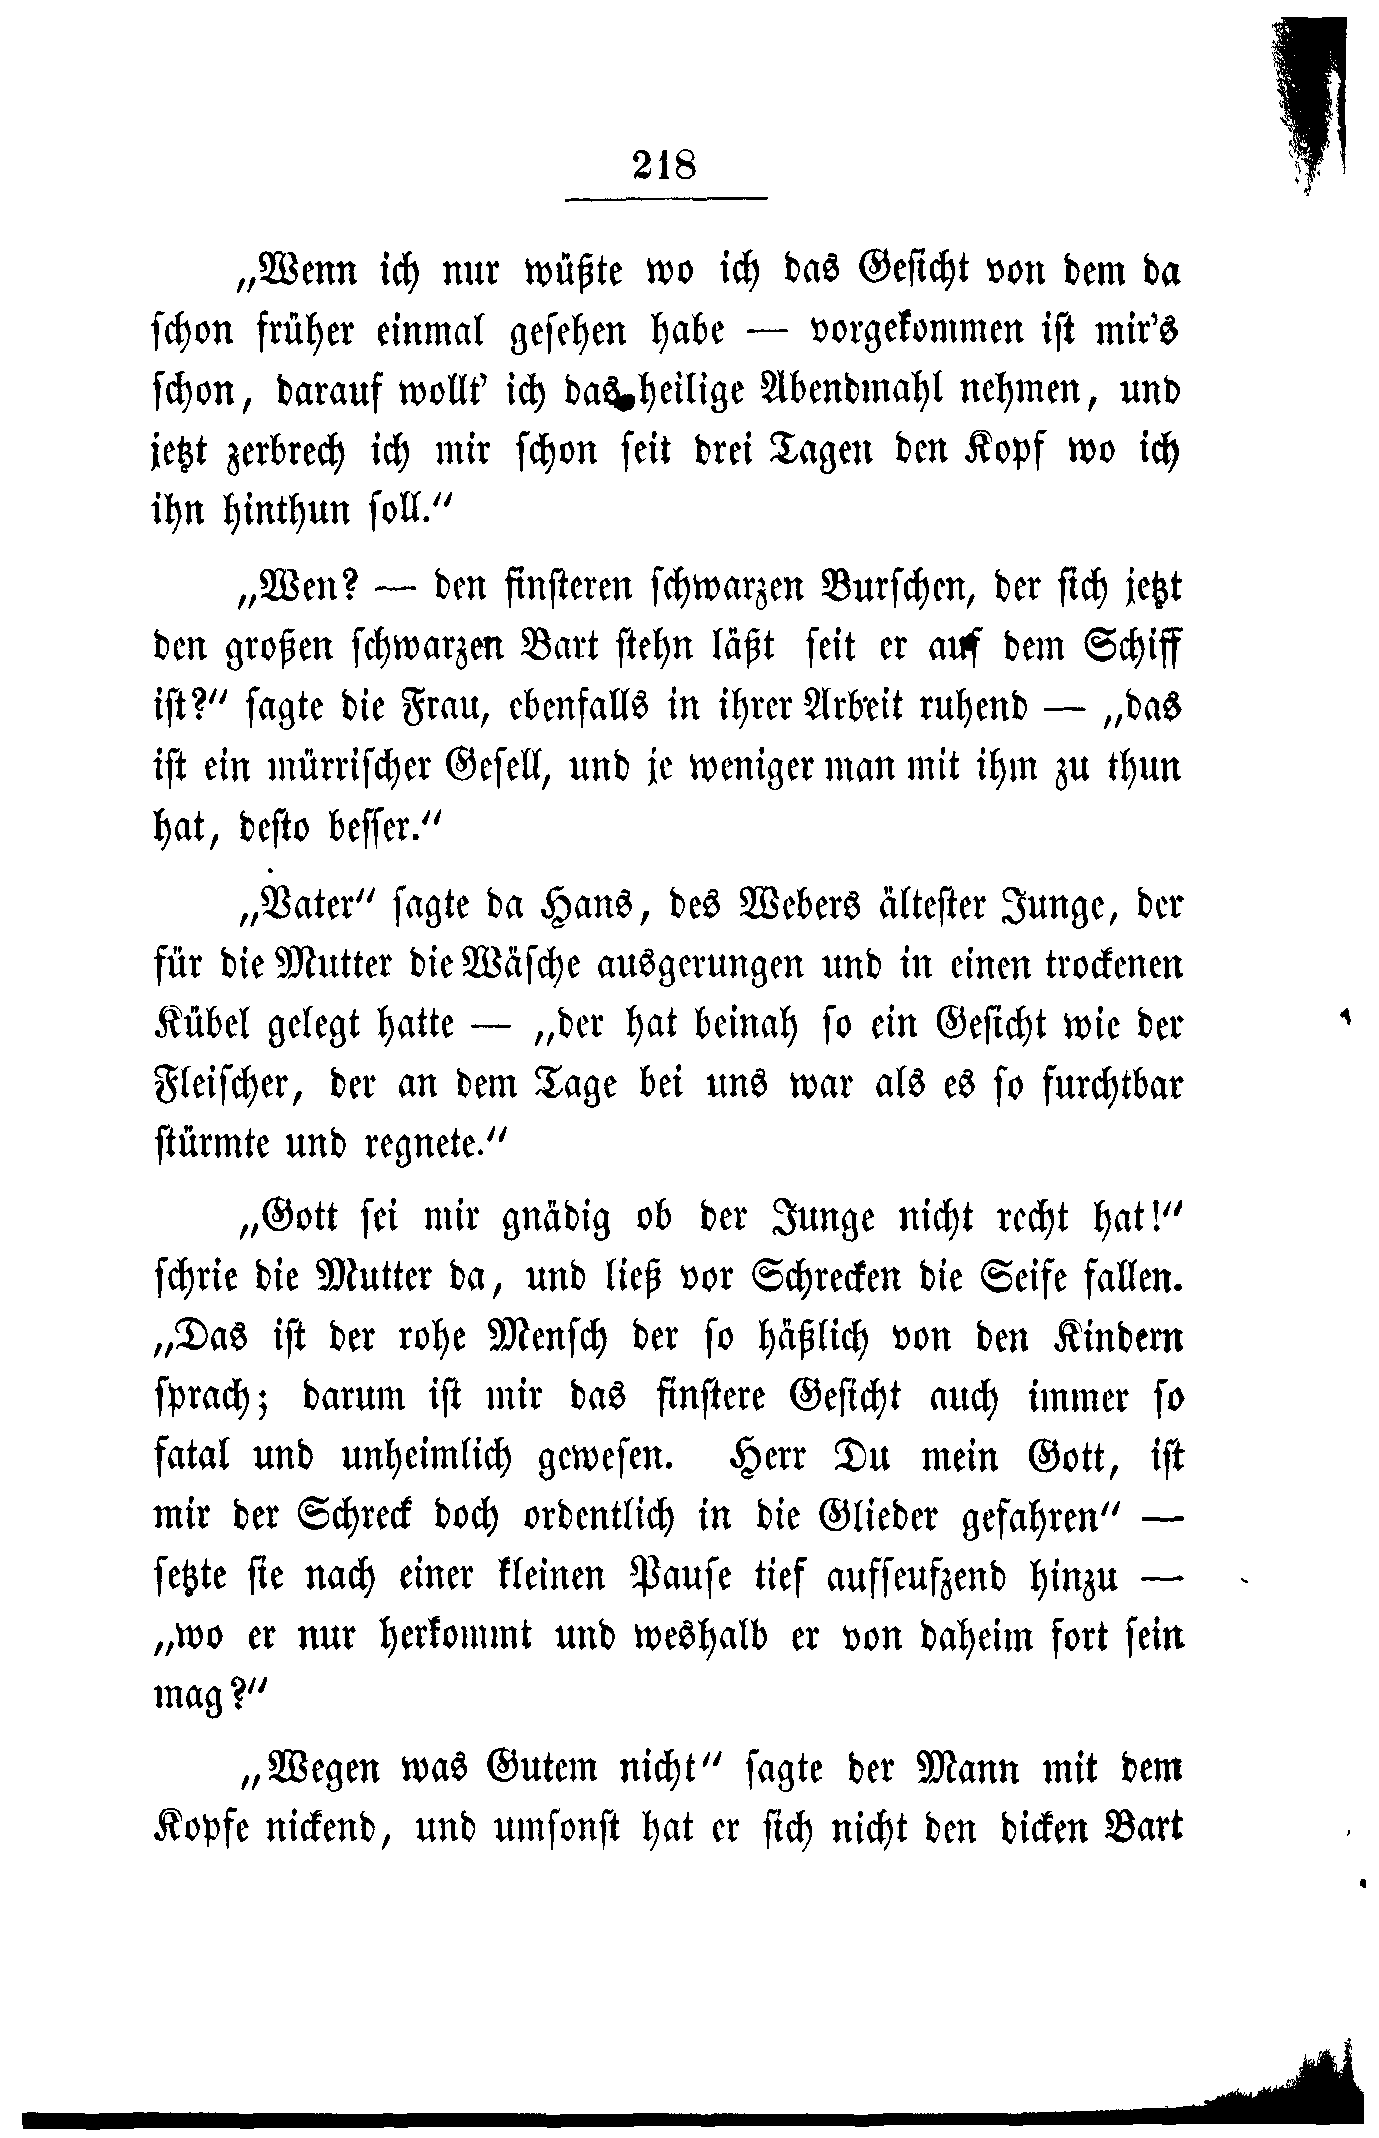 218
„Wenn ich nur wüßte wo ich das Gesicht von dem da
schon früher einmal gesehen habe — vorgekommen ist mir's
schon, darauf wollt' ich das heilige Abendmahl nehmen, und
jetzt zerbrech ich mir schon seit drei Tagen den Kopf wo ich
ihn hinthun soll.“
„Wen? — den finsteren schwarzen Burschen, der sich jetzt
den großen schwarzen Bart stehn läßt seit er auf dem Schiff
ist?“ sagte die Frau, ebenfalls in ihrer Arbeit ruhend — „das
ist ein mürrischer Gesell, und je weniger man mit ihm zu thun
hat, desto besser.“
„Vater“ sagte da Hans, des Webers ältester Junge, der
für die Mutter die Wäsche ausgerungen und in einen trockenen
Kübel gelegt hatte — „der hat beinah so ein Gesicht wie der
Fleischer, der an dem Tage bei uns war als es so furchtbar
stürmte und regnete.“
„Gott sei mir gnädig ob der Junge nicht recht hat!“
schrie die Mutter da, und ließ vor Schrecken die Seife fallen.
„Das ist der rohe Mensch der so häßlich von den Kindern
sprach; darum ist mir das finstere Gesicht auch immer so
fatal und unheimlich gewesen. Herr Du mein Gott, ist
mir der Schreck doch ordentlich in die Glieder gefahren“ —
setzte sie nach einer kleinen Pause tief aufseufzend hinzu —
„wo er nur herkommt und weshalb er von daheim fort sein
mag?“
„Wegen was Gutem nicht“ sagte der Mann mit dem
Kopfe nickend, und umsonst hat er sich nicht den dicken Bart